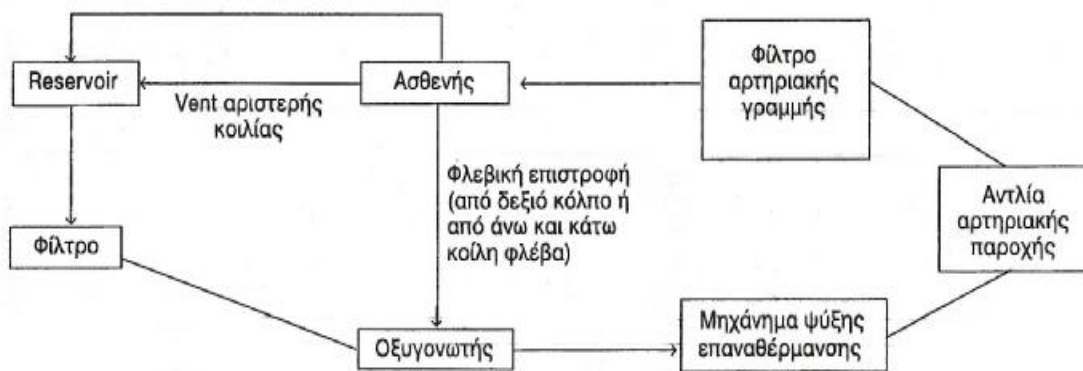 Reservoir
Vent αριστερής
κοιλίας
Ασθενής
Φίλτρο
αρτηριακής
γραμμής
Φλεβική επιστροφή
(από δεξιό κόλπο ή
από άνω και κάτω
κοίλη φλέβα)
Αντλία
αρτηριακής
παροχής
Φίλτρο
Οξυγονωτής
Μηχάνημα ψύξης
επαναθέρμανσης